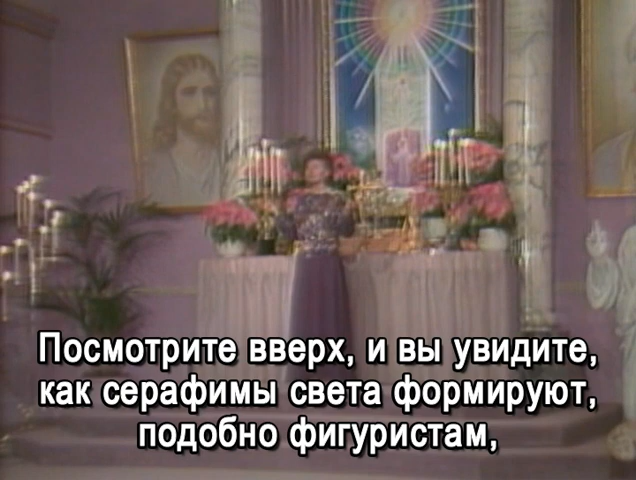 Посмотрите вверх, и вы увидите,
как серафимы света формируют,
подобно фигуристам,